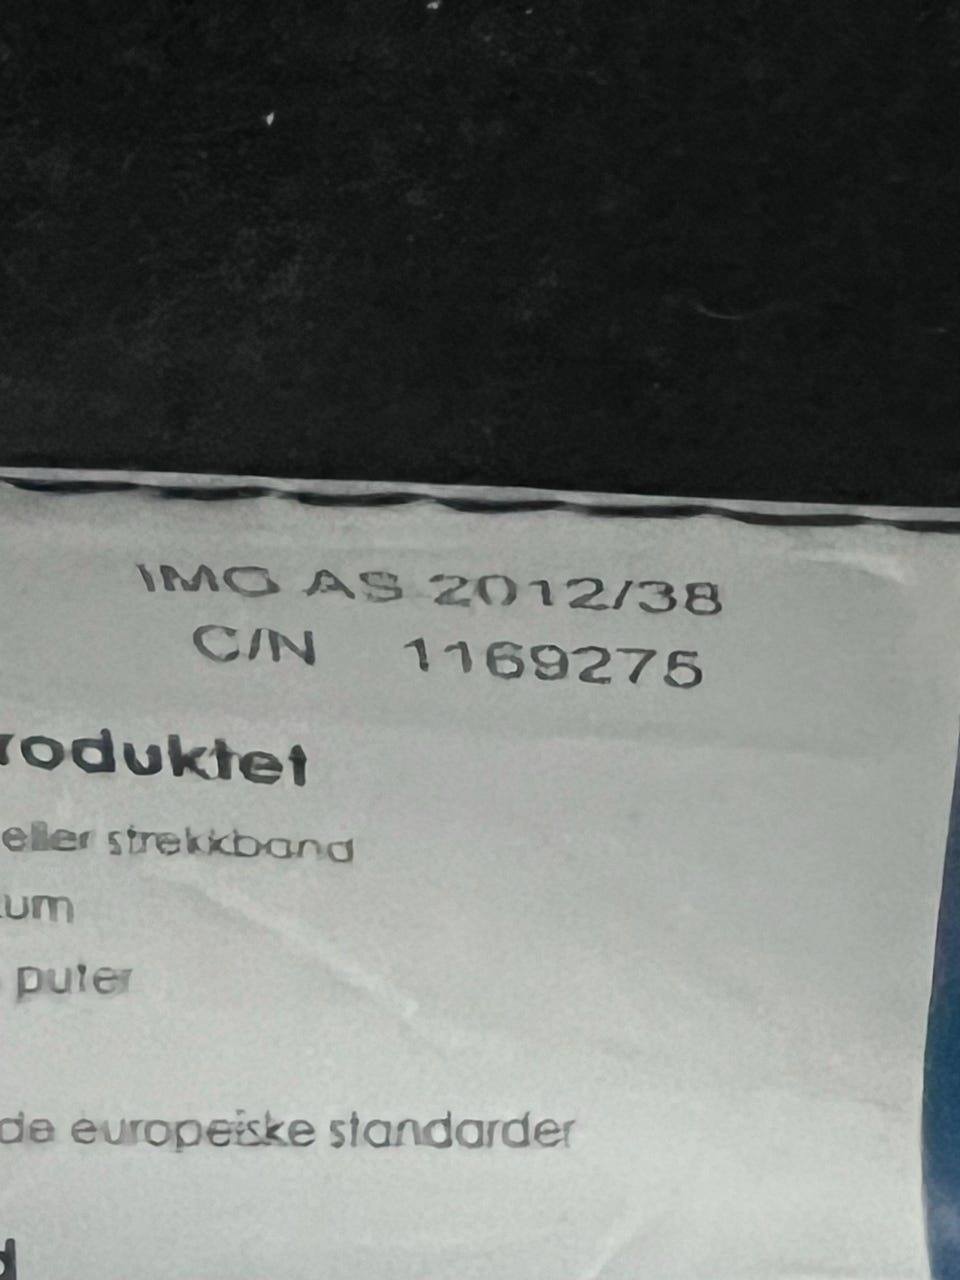 IMG AS 2012/38
C/N 1169275
roduktet
eller strekkband
um
puter
de europeiske standarder
d